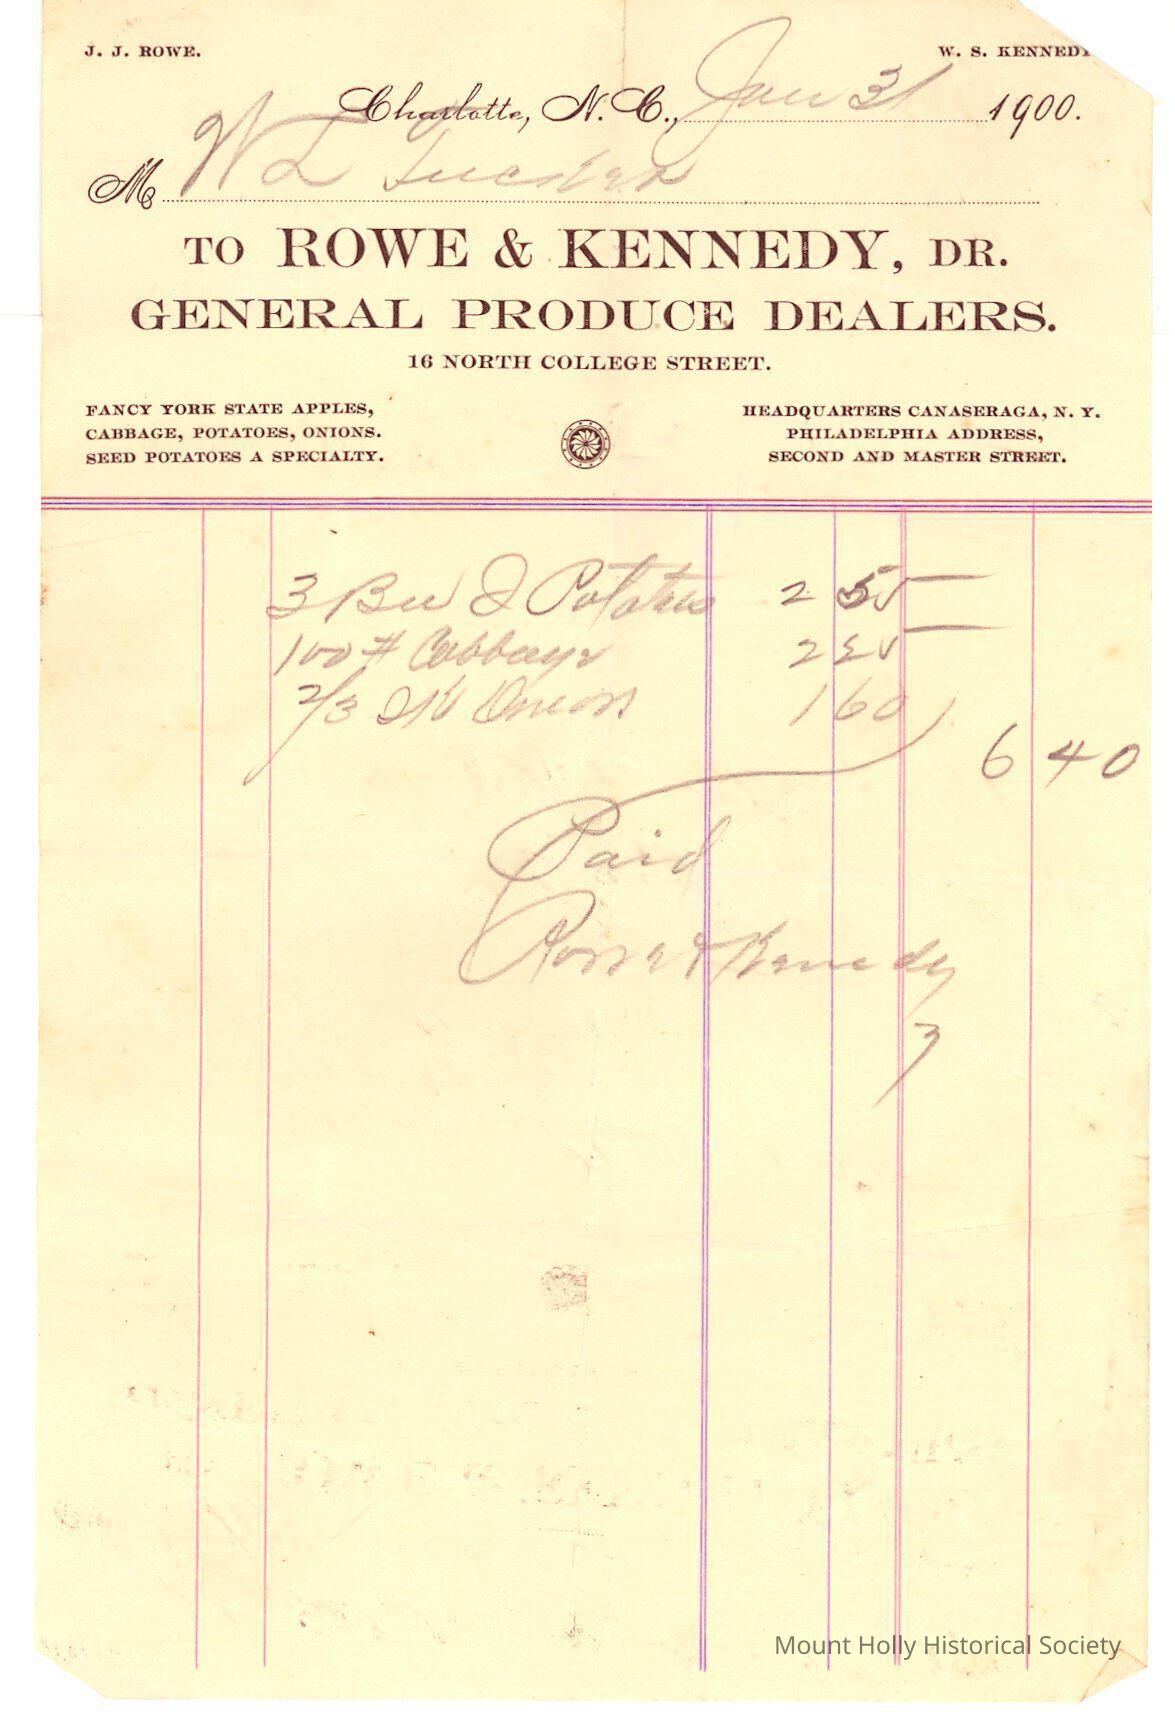 J. J. ROWE.
W. S. KENNEDY
Charlotte, N. C., Jan 31 1900.
M W L
TO ROWE & KENNEDY, DR.
GENERAL PRODUCE DEALERS.
16 NORTH COLLEGE STREET.
FANCY YORK STATE APPLES,
CABBAGE, POTATOES, ONIONS.
SEED POTATOES A SPECIALTY.
HEADQUARTERS CANASERAGA, N. Y.
PHILADELPHIA ADDRESS,
SECOND AND MASTER STREET.
3 Bu Potatoes 2 55
100 # Cabbage 2 25
2/3 Onions 1 60
6 40
Paid
Rowe & Kennedy
Mount Holly Historical Society